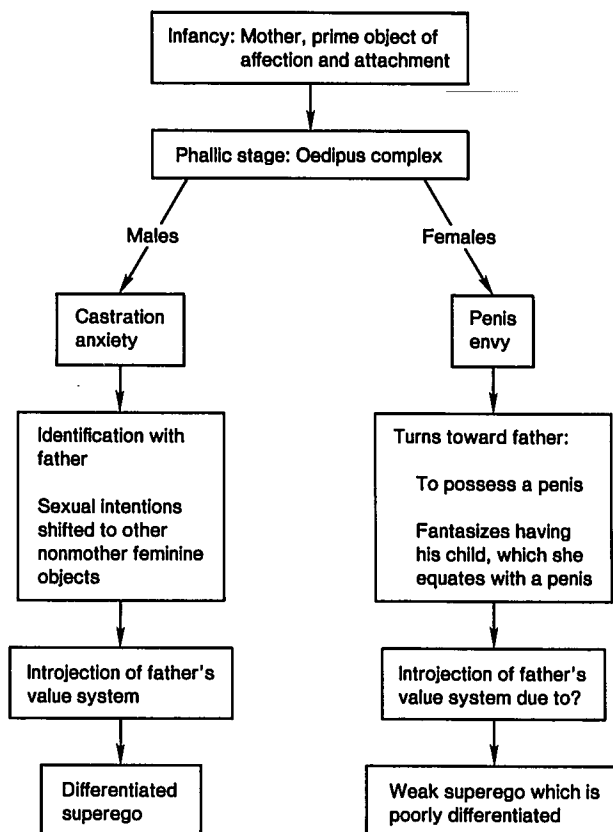 Infancy: Mother, prime object of
affection and attachment
Phallic stage: Oedipus complex
Males
Females
Castration
anxiety
Penis
envy
Identification with
father
Sexual intentions
shifted to other
nonmother feminine
objects
Turns toward father:
To possess a penis
Fantasizes having
his child, which she
equates with a penis
Introjection of father's
value system
Introjection of father's
value system due to?
Differentiated
superego
Weak superego which is
poorly differentiated